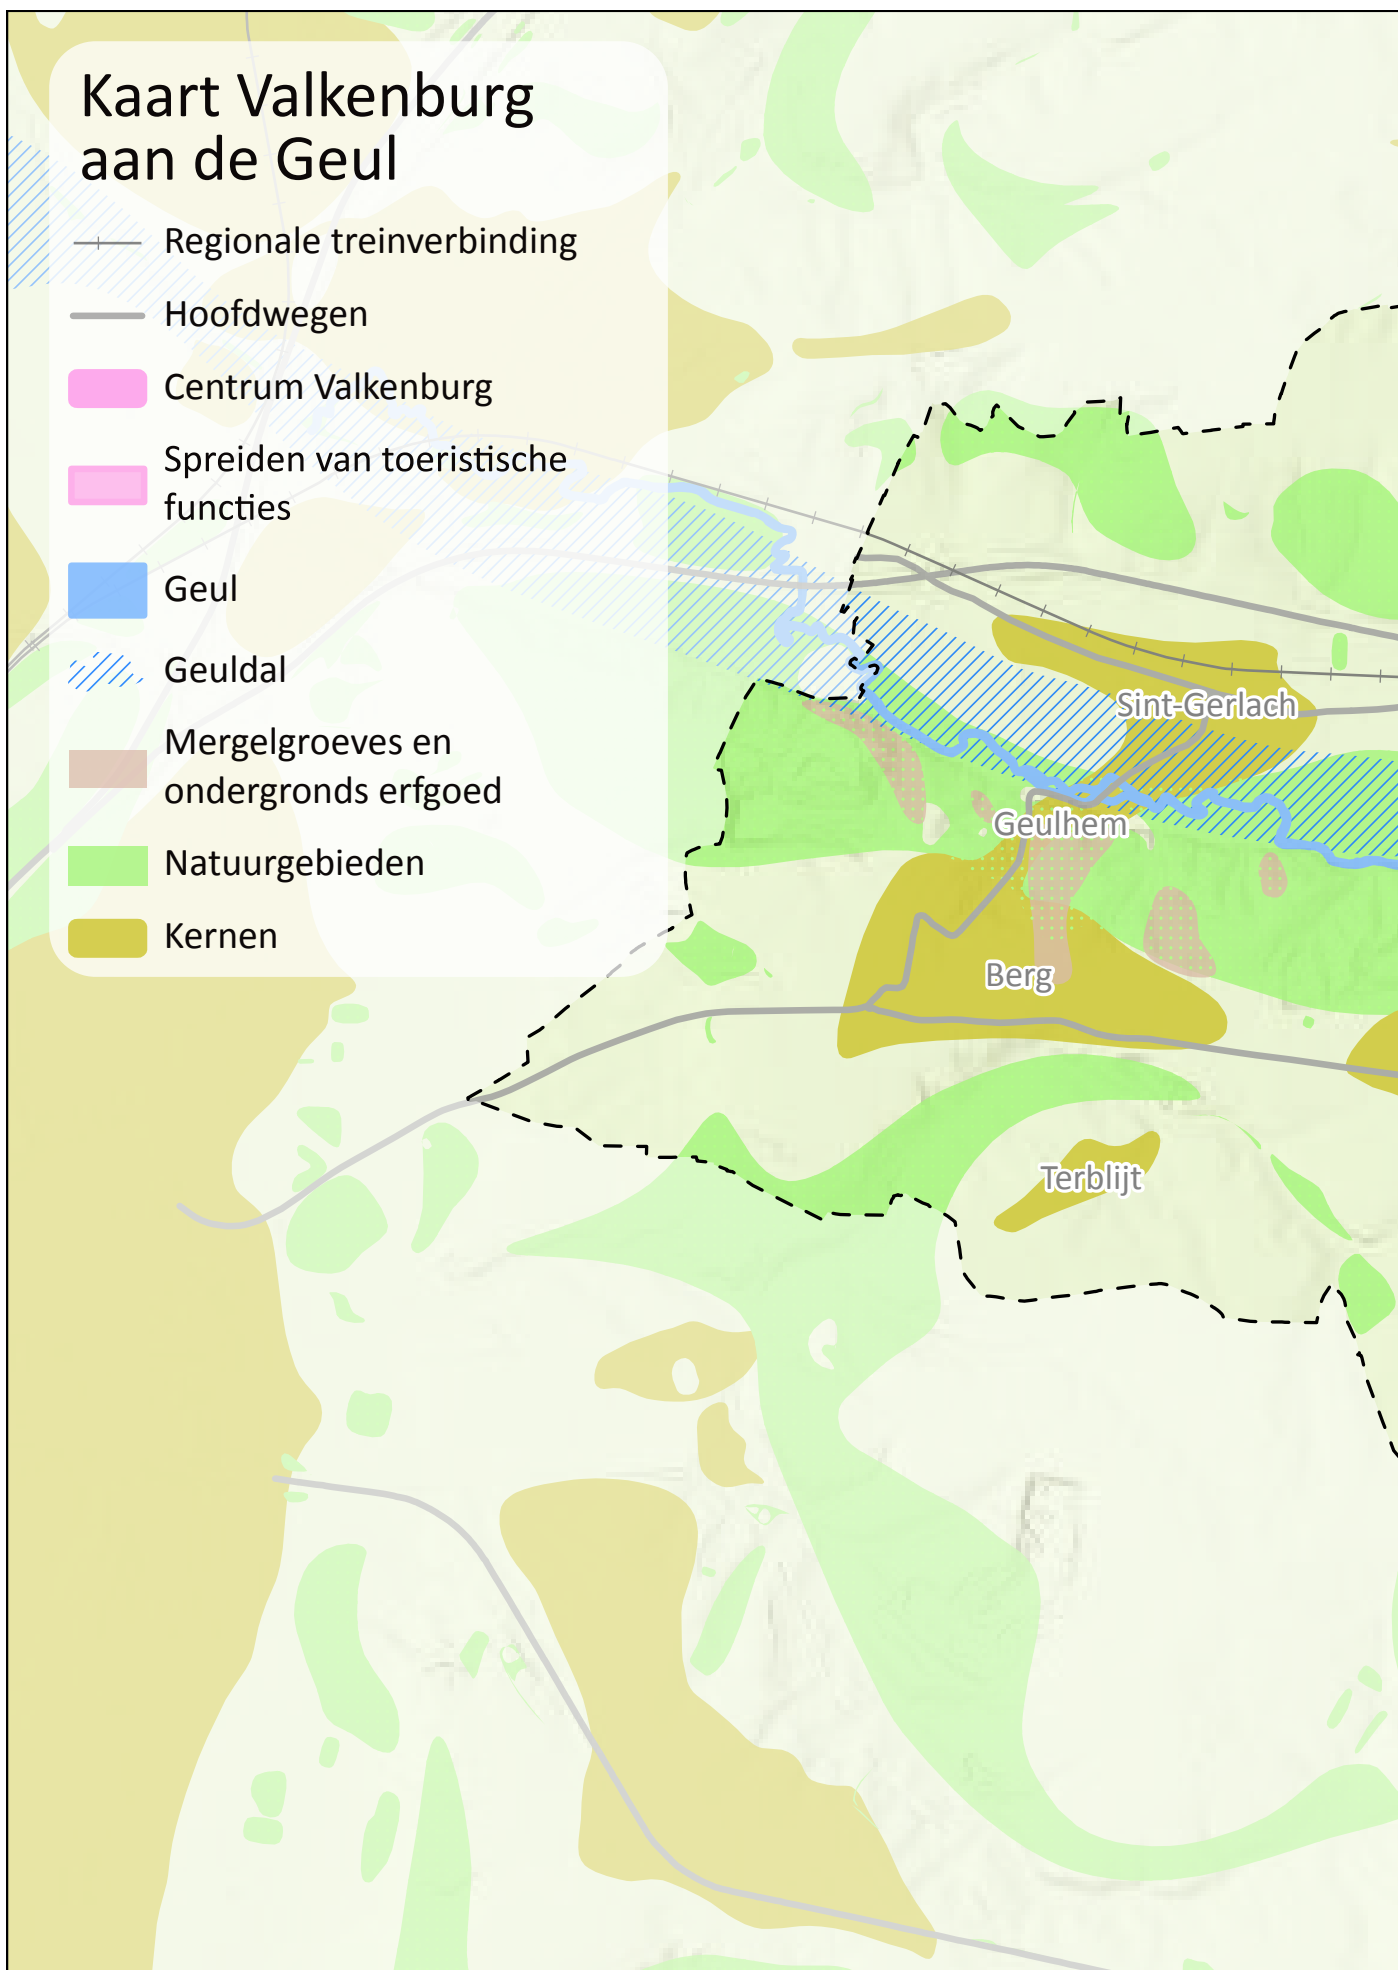 Kaart Valkenburg
aan de Geul
Regionale treinverbinding
Hoofdwegen
Centrum Valkenburg
Spreiden van toeristische
functies
Geul
Geuldal
Mergelgroeves en
ondergronds erfgoed
Natuurgebieden
Kernen
Sint-Gerlach
Geulhem
Berg
Terblijt